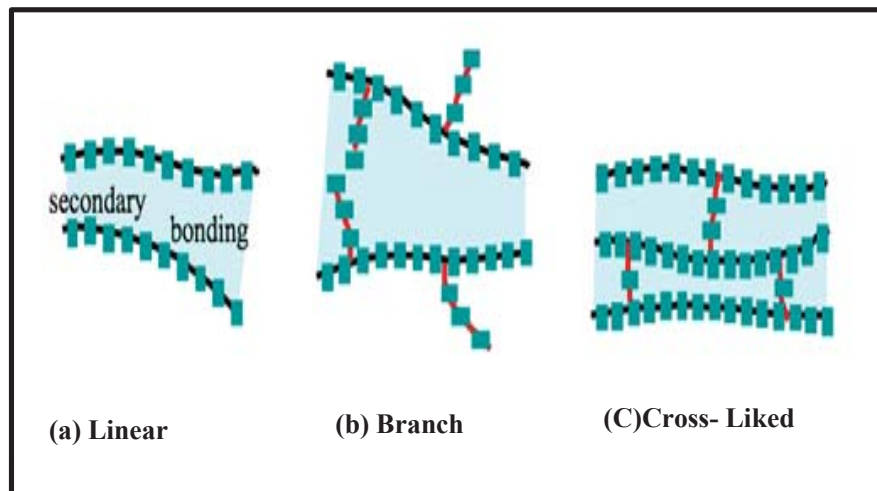 secondary
bonding
(a) Linear
(b) Branch
(C)Cross- Liked